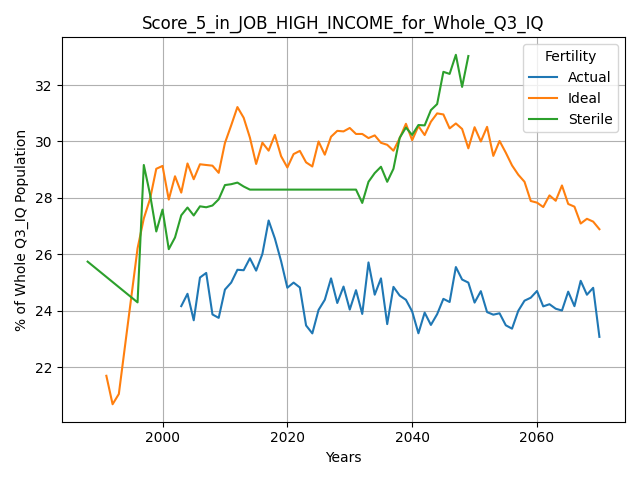 Score_5_in_JOB_HIGH_INCOME_for_Whole_Q3_IQ
% of Whole Q3_IQ Population
32
30
28
26
24
22
Fertility
Actual
Ideal
Sterile
2000 2020 2040 2060
Years